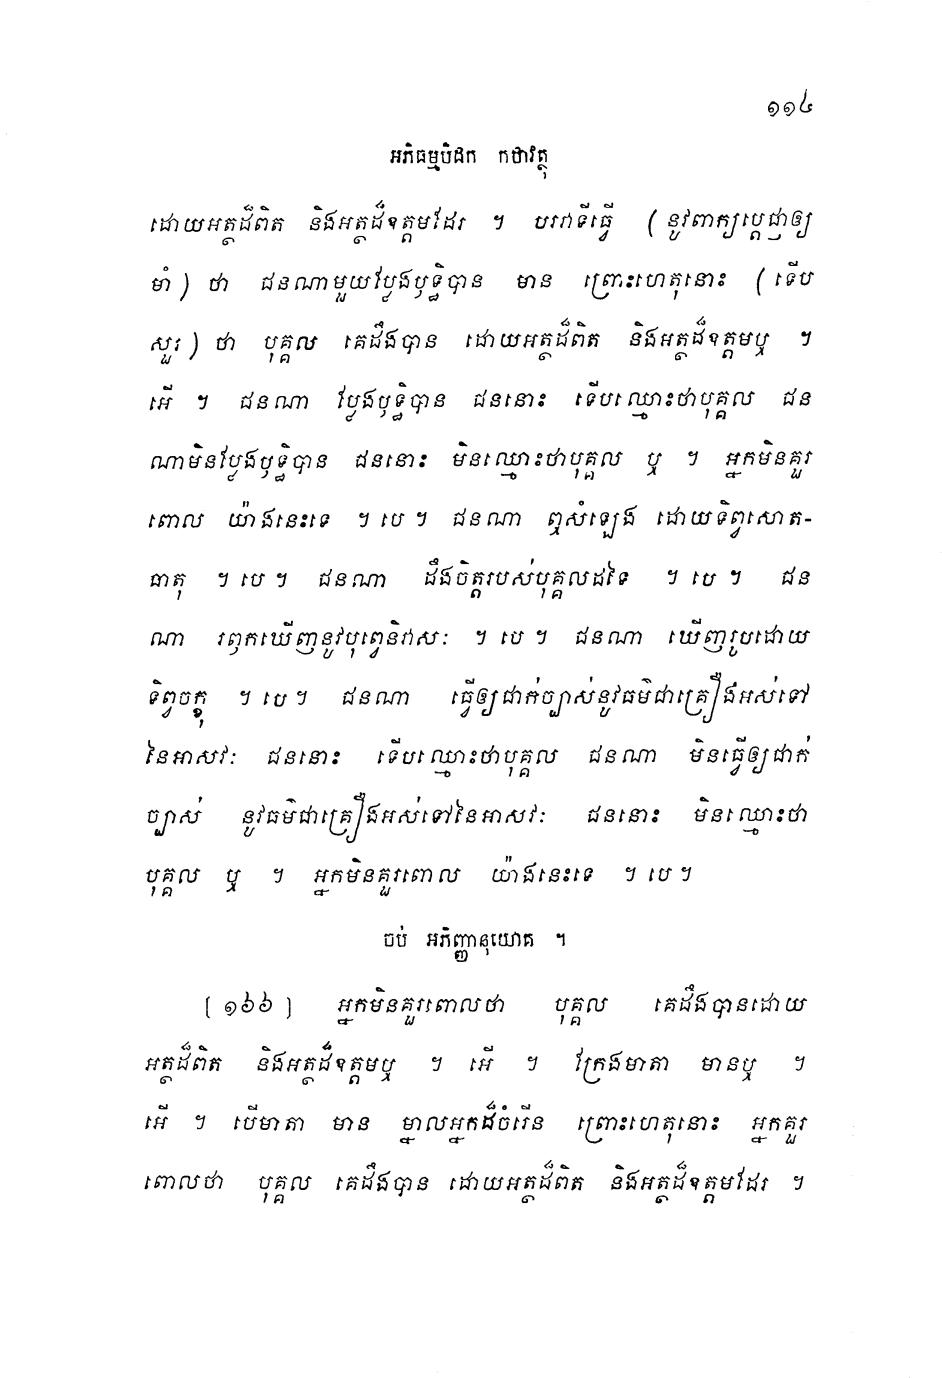 ១១៤
អភិធម្មបិដក កថាវត្ថុ
ដោយអត្ថដ៏ពិត និងអត្ថដ៏ឧត្តមដែរ ។ បរវាទីធ្វើ (នូវពាក្យប្តេជ្ញាឲ្យ
មាំ) ថា ជនណាមួយប្លែងឫទ្ធិបាន មាន ព្រោះហេតុនោះ (ទើប
សួរ) ថា បុគ្គល គេដឹងបាន ដោយអត្ថដ៏ពិត និងអត្ថដ៏ឧត្តមឬ ។
អើ ។ ជនណា ប្លែងឫទ្ធិបាន ជននោះ ទើបឈ្មោះថាបុគ្គល ជន
ណាមិនប្លែងឫទ្ធិបាន ជននោះ មិនឈ្មោះថាបុគ្គល ឬ ។ អ្នកមិនគួរ
ពោល យ៉ាងនេះទេ ។ បេ ។ ជនណា ឮសំឡេង ដោយទិព្វសោត-
ធាតុ ។ បេ ។ ជនណា ដឹងចិត្តរបស់បុគ្គលដទៃ ។ បេ ។ ជន
ណា រឭកឃើញនូវបុព្វេនិវាសៈ ។ បេ ។ ជនណា ឃើញរូបដោយ
ទិព្វចក្ខុ ។ បេ ។ ជនណា ធ្វើឲ្យជាក់ច្បាស់នូវធម៌ជាគ្រឿងអស់ទៅ
នៃអាសវៈ ជននោះ ទើបឈ្មោះថាបុគ្គល ជនណា មិនធ្វើឲ្យជាក់
ច្បាស់ នូវធម៌ជាគ្រឿងអស់ទៅនៃអាសវៈ ជននោះ មិនឈ្មោះថា
បុគ្គល ឬ ។ អ្នកមិនគួរពោល យ៉ាងនេះទេ ។ បេ ។
ចប់ អភិញ្ញានុយោគ ។
[១៦៦] អ្នកមិនគួរពោលថា បុគ្គល គេដឹងបានដោយ
អត្ថដ៏ពិត និងអត្ថដ៏ឧត្តមឬ ។ អើ ។ ក្រែងមាតា មានឬ ។
អើ ។ បើមាតា មាន ម្នាលអ្នកដ៏ចំរើន ព្រោះហេតុនោះ អ្នកគួរ
ពោលថា បុគ្គល គេដឹងបាន ដោយអត្ថដ៏ពិត និងអត្ថដ៏ឧត្តមដែរ ។